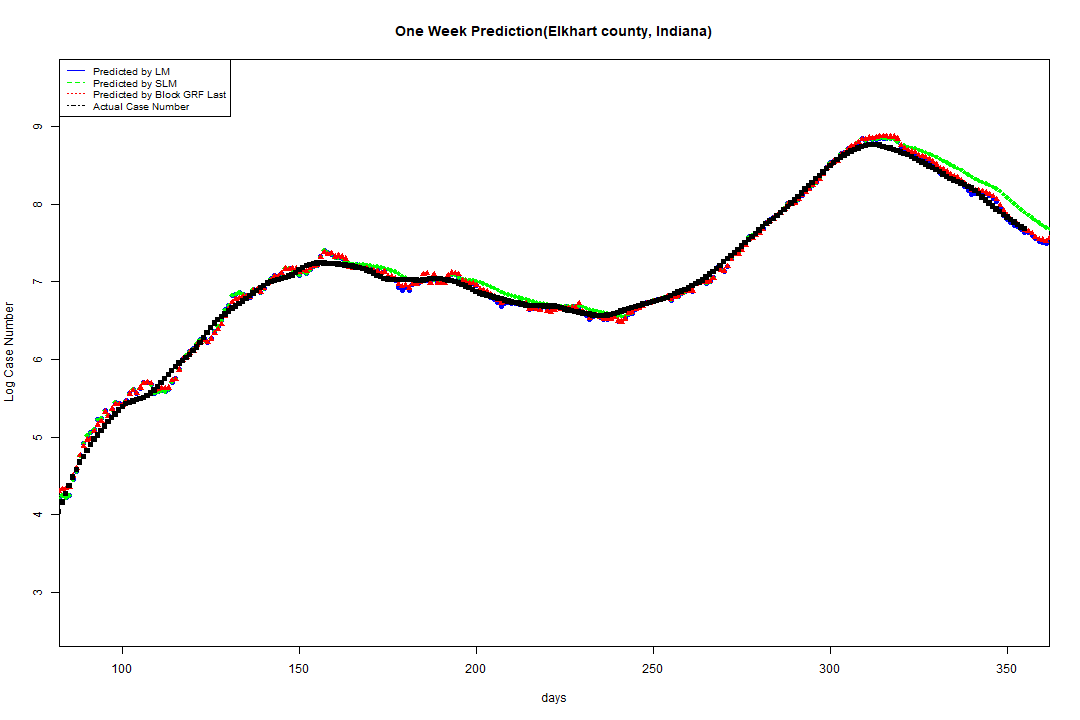 One Week Prediction(Elkhart county, Indiana)
Predicted by LM
Predicted by SLM
Predicted by Block GRF Last
Actual Case Number
9
8
7
6
5
4
3
Log Case Number
100 150 200 250 300 350
days